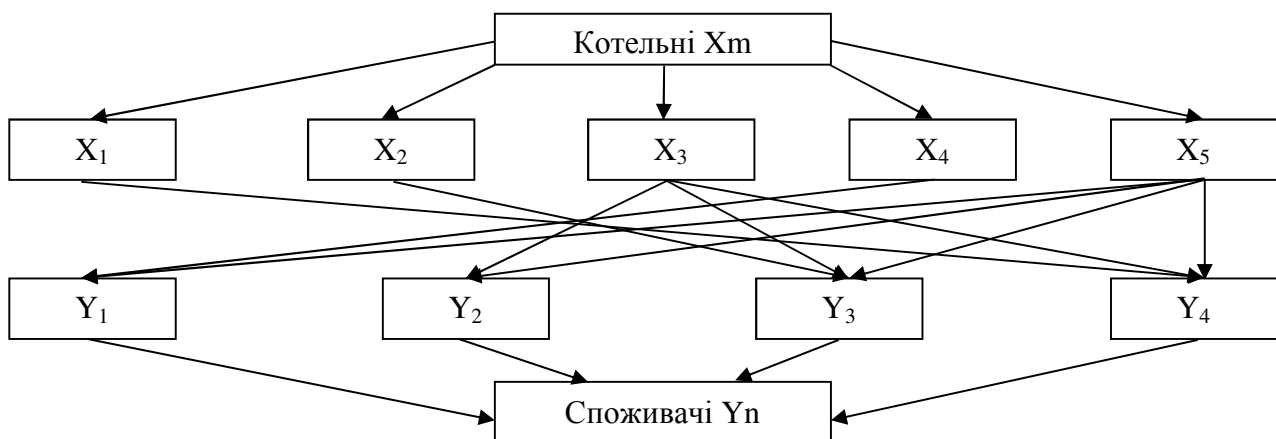 Котельні Xm
X₁ X₂ X₃ X₄ X₅
Y₁ Y₂ Y₃ Y₄
Споживачі Yn